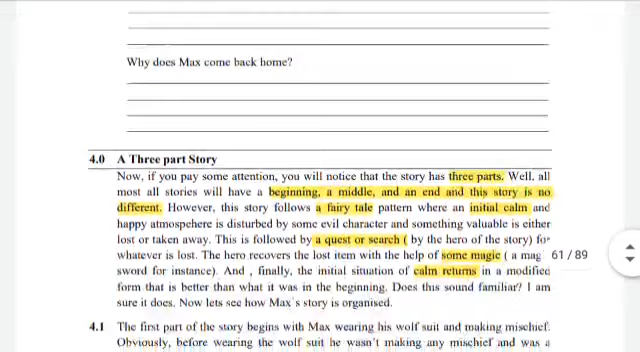 Why does Max come back home?
4.0 A Three part Story
Now, if you pay some attention, you will notice that the story has three parts. Well, all
most all stories will have a beginning, a middle, and an end and this story is no
different. However, this story follows a fairy tale pattern where an initial calm and
happy atmospehere is disturbed by some evil character and something valuable is either
lost or taken away. This is followed by a quest or search ( by the hero of the story) for
whatever is lost. The hero recovers the lost item with the help of some magic ( a mag
61 / 89
sword for instance). And , finally, the initial situation of calm returns in a modified
form that is better than what it was in the beginning. Does this sound familiar? I am
sure it does. Now lets see how Max's story is organised.
4.1 The first part of the story begins with Max wearing his wolf suit and making mischief.
Obviously, before wearing the wolf suit he wasn't making any mischief and was a